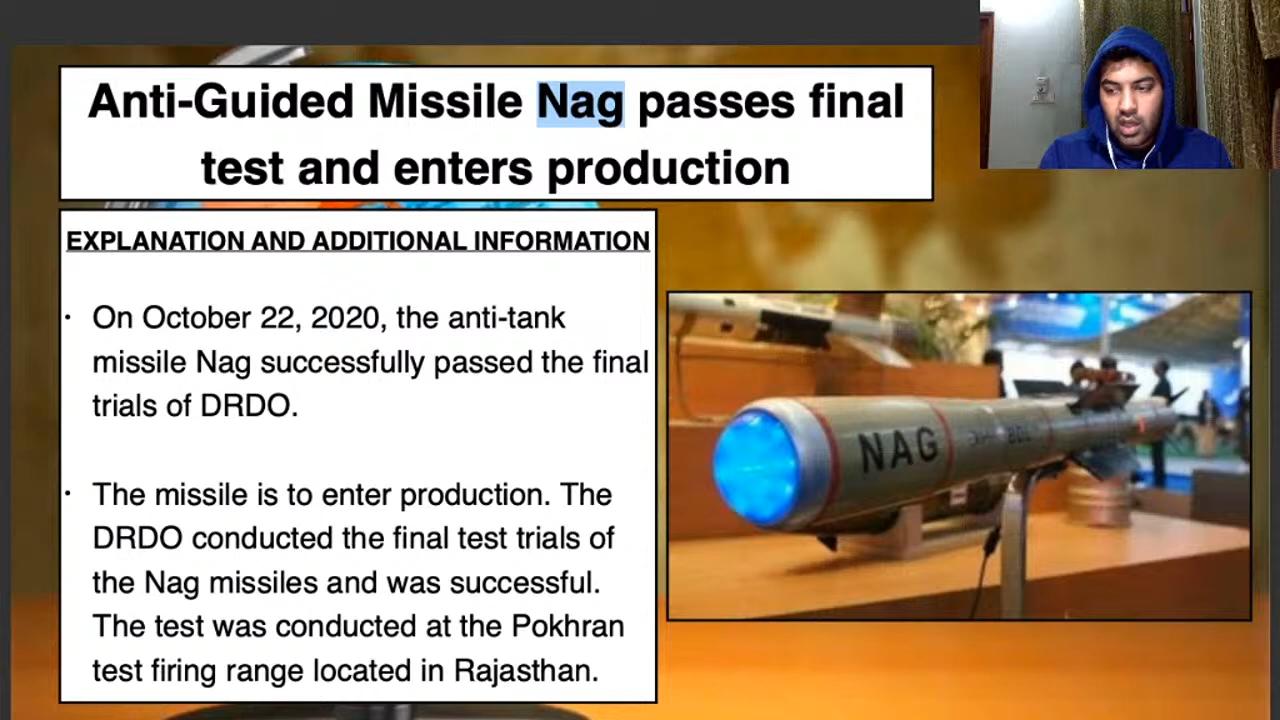 Anti-Guided Missile Nag passes final
test and enters production
EXPLANATION AND ADDITIONAL INFORMATION
• On October 22, 2020, the anti-tank
missile Nag successfully passed the final
trials of DRDO.
• The missile is to enter production. The
DRDO conducted the final test trials of
the Nag missiles and was successful.
The test was conducted at the Pokhran
test firing range located in Rajasthan.
NAG
BDL